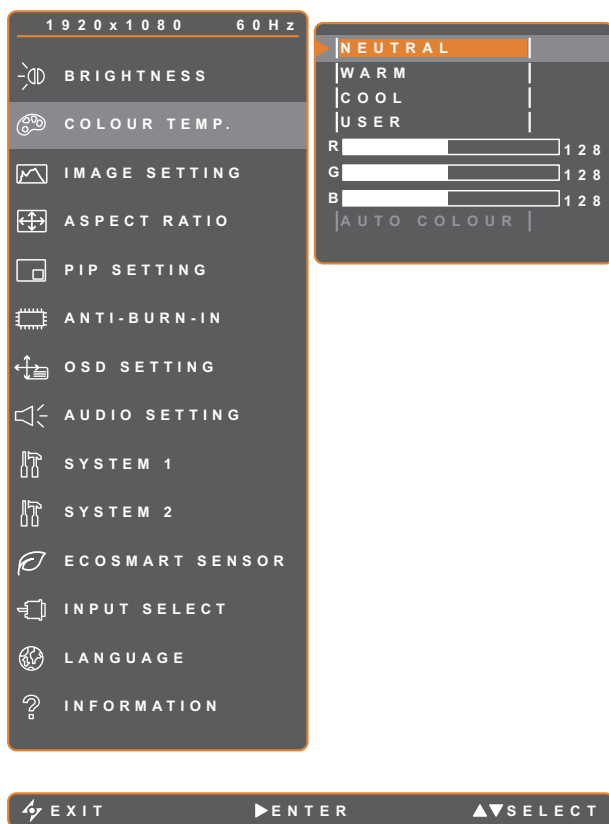 1920x1080 60Hz
BRIGHTNESS
COLOUR TEMP.
IMAGE SETTING
ASPECT RATIO
PIP SETTING
ANTI-BURN-IN
OSD SETTING
AUDIO SETTING
SYSTEM 1
SYSTEM 2
ECOSMART SENSOR
INPUT SELECT
LANGUAGE
INFORMATION
NEUTRAL
WARM
COOL
USER
R 128
G 128
B 128
AUTO COLOUR
EXIT ENTER SELECT